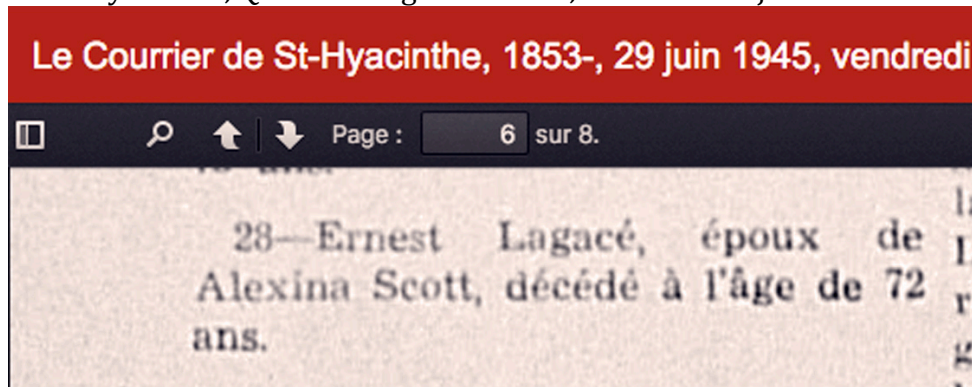 Le Courrier de St-Hyacinthe, 1853-, 29 juin 1945, vendredi
Page : 6 sur 8.
ans.
28—Ernest Lagacé, époux de
Alexina Scott, décédé à l'âge de 72
ans.